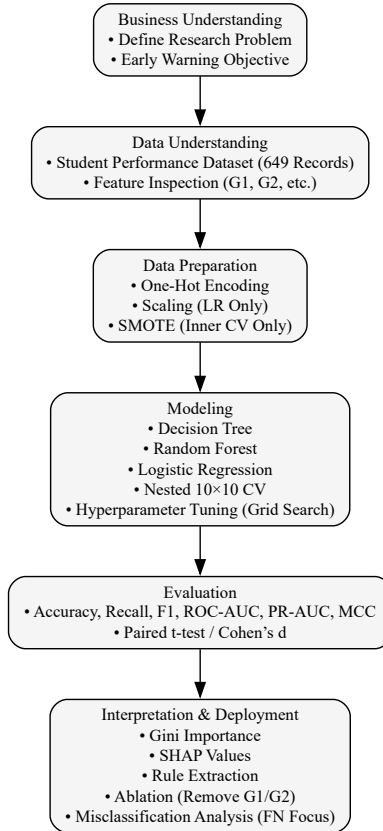 Business Understanding
• Define Research Problem
• Early Warning Objective
Data Understanding
• Student Performance Dataset (649 Records)
• Feature Inspection (G1, G2, etc.)
Data Preparation
• One-Hot Encoding
• Scaling (LR Only)
• SMOTE (Inner CV Only)
Modeling
• Decision Tree
• Random Forest
• Logistic Regression
• Nested 10×10 CV
• Hyperparameter Tuning (Grid Search)
Evaluation
• Accuracy, Recall, F1, ROC-AUC, PR-AUC, MCC
• Paired t-test / Cohen’s d
Interpretation & Deployment
• Gini Importance
• SHAP Values
• Rule Extraction
• Ablation (Remove G1/G2)
• Misclassification Analysis (FN Focus)